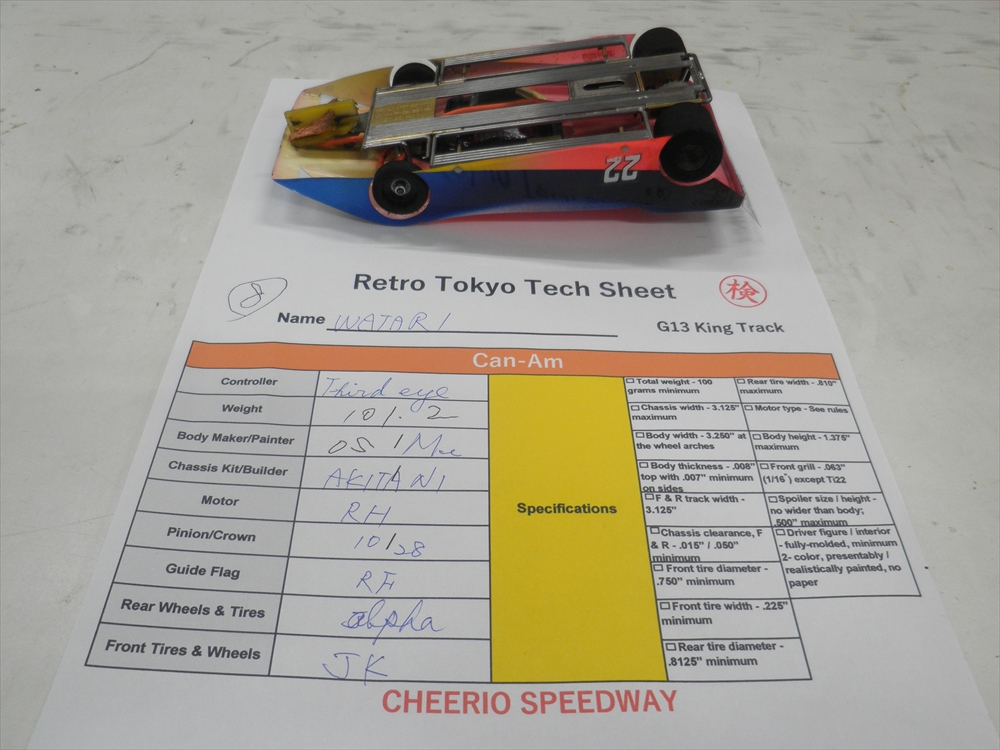 22
Retro Tokyo Tech Sheet
検
8
Name WATARI
G13 King Track
Can-Am
Controller Third eye
Weight 101.2
Body Maker/Painter OS / Me
Chassis Kit/Builder AKITANI
Motor RH
Pinion/Crown 10/28
Guide Flag RF
Rear Wheels & Tires alpha
Front Tires & Wheels JK
Specifications
Total weight - 100
grams minimum
Chassis width - 3.125"
maximum
Body width - 3.250" at
the wheel arches
Body thickness - .008"
top with .007" minimum
on sides
F & R track width -
3.125"
Chassis clearance, F
& R - .015" / .050"
minimum
Front tire diameter -
.750" minimum
Front tire width - .225"
minimum
Rear tire diameter -
.8125" minimum
Rear tire width - .810"
maximum
Motor type - See rules
Body height - 1.375"
maximum
Front grill - .063"
(1/16") except Ti22
Spoiler size / height -
no wider than body;
.500" maximum
Driver figure / interior
- fully-molded, minimum
2- color, presentably /
realistically painted, no
paper
CHEERIO SPEEDWAY